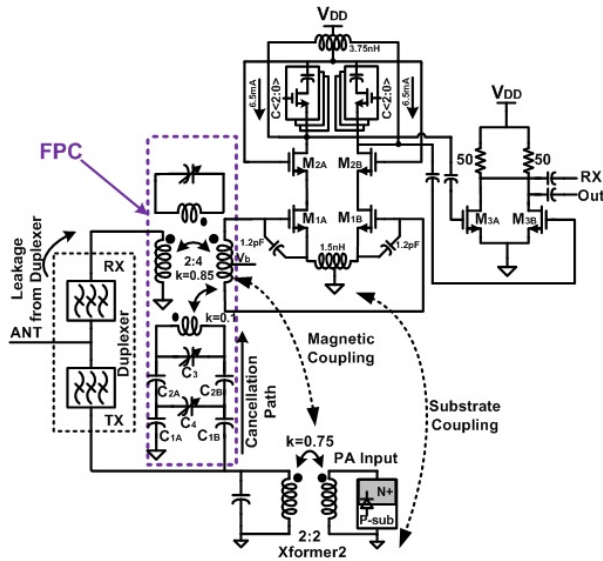 VDD
3.75nH
6.5mA
C<2:0>
C<2:0>
6.5mA
VDD
FPC
M2A
M2B
50
50
RX
Out
M1A
M1B
M3A
M3B
1.2pF
1.5nH
1.2pF
Leakage
from Duplexer
RX
2:4
k=0.85
Vb
k=0.1
ANT
Duplexer
Magnetic
Coupling
C3
C2A
C2B
C4
Cancellation
Path
TX
C1A
C1B
Substrate
Coupling
k=0.75
PA Input
N+
P-sub
2:2
Xformer2